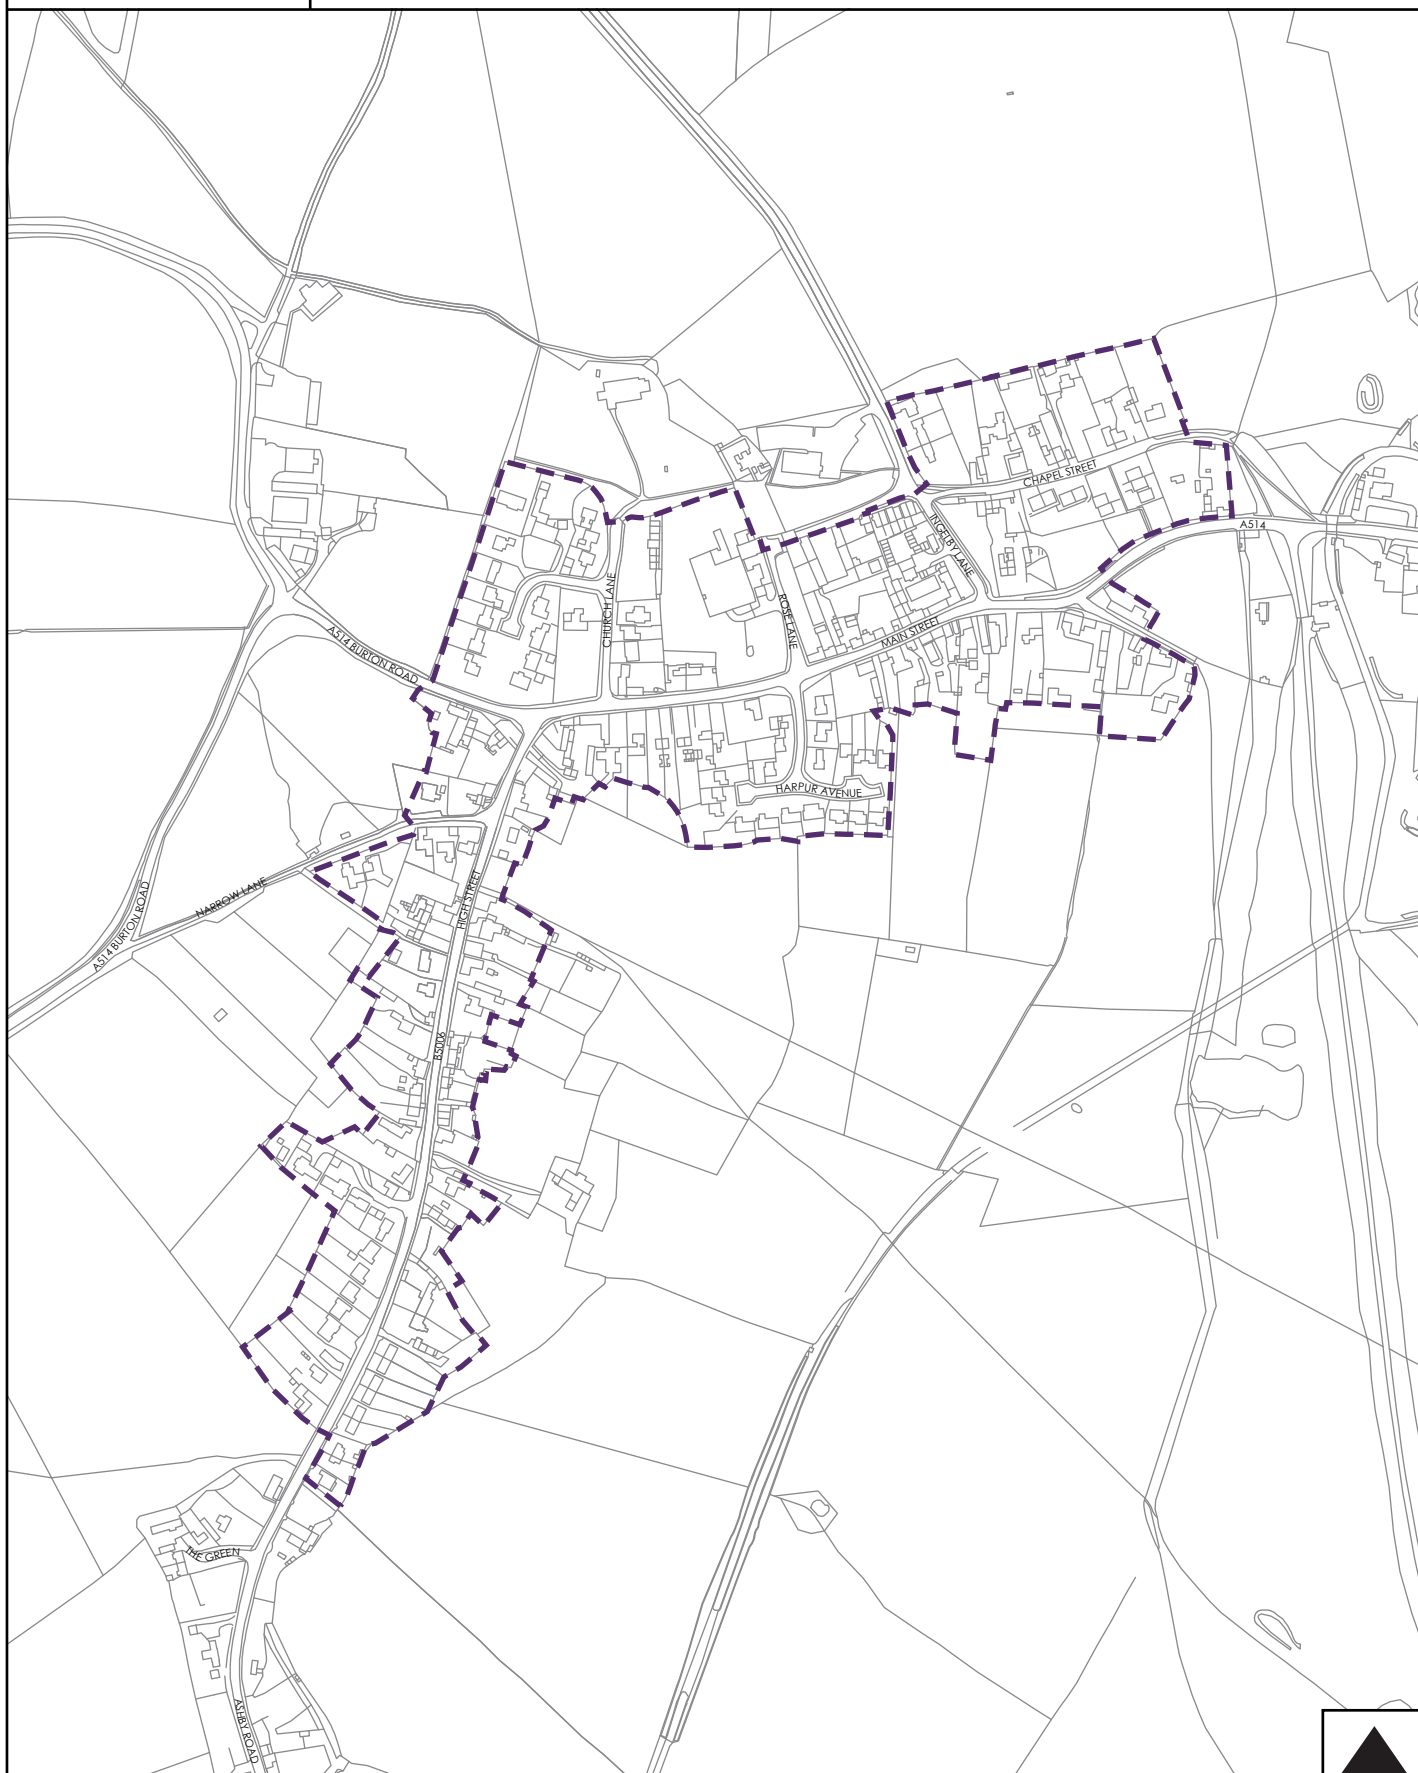 CHAPEL STREET
A514
INGELBY LANE
CHURCH LANE
ROSE LANE
MAIN STREET
A514 BURTON ROAD
HARPUR AVENUE
HIGH STREET
NARROW LANE
A514 BURTON ROAD
B5006
THE GREEN
ASHBY ROAD